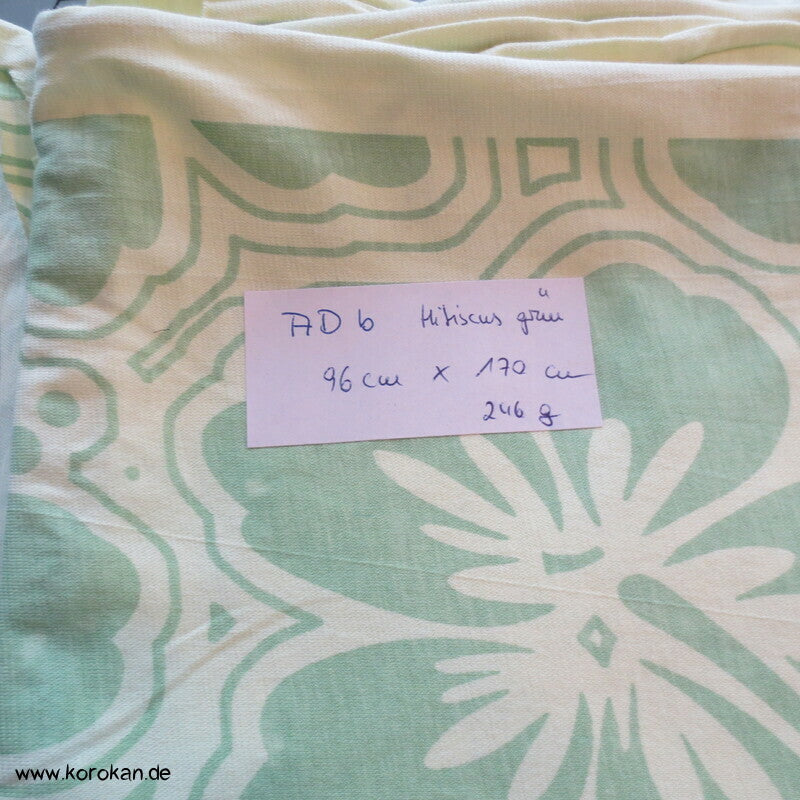 AD 6 Hibiscus grün
96 cm x 170 cm
246 g
www.korokan.de